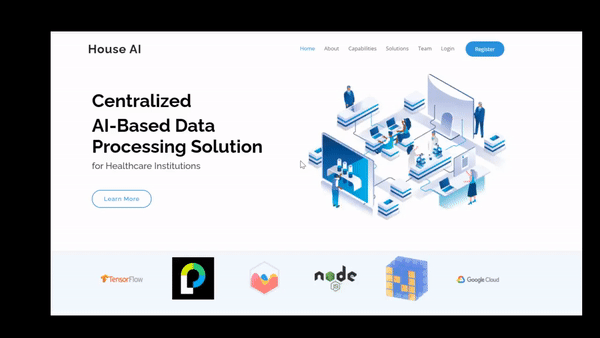 House AI
Home About Capabilities Solutions Team Login Register
Centralized
AI-Based Data
Processing Solution
for Healthcare Institutions
Learn More
TensorFlow node JS Google Cloud